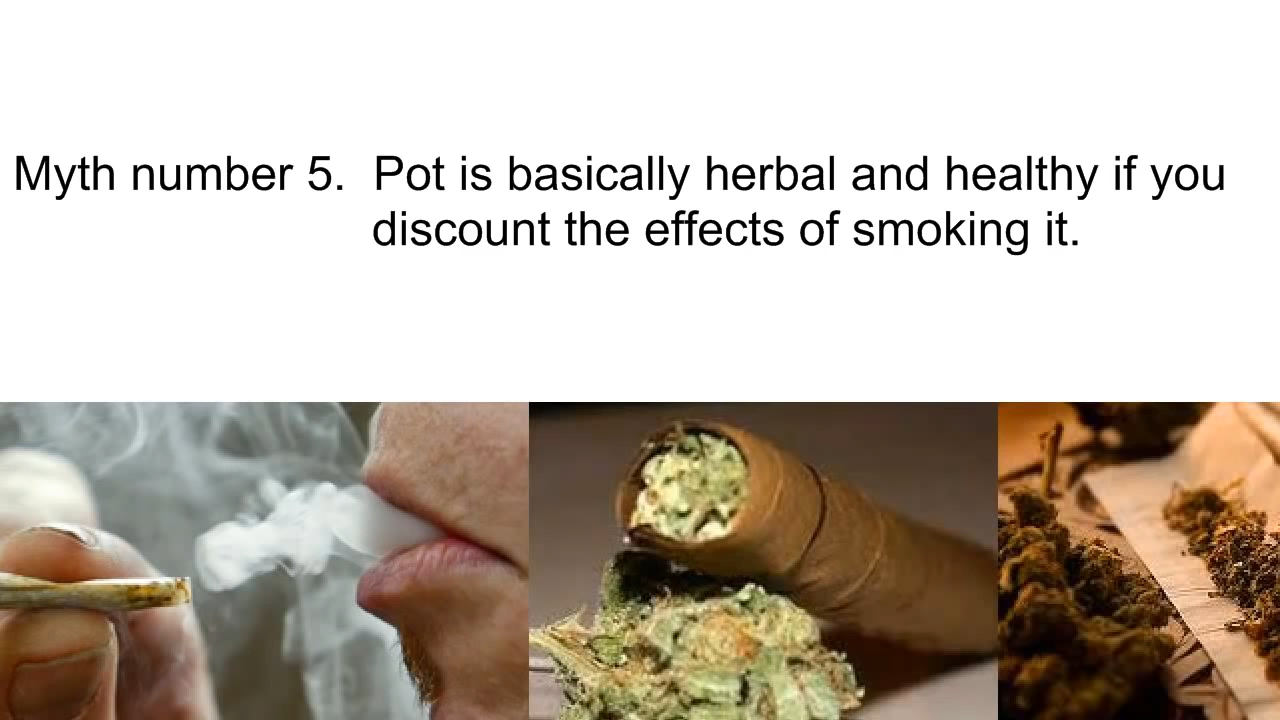 Myth number 5.  Pot is basically herbal and healthy if you
discount the effects of smoking it.